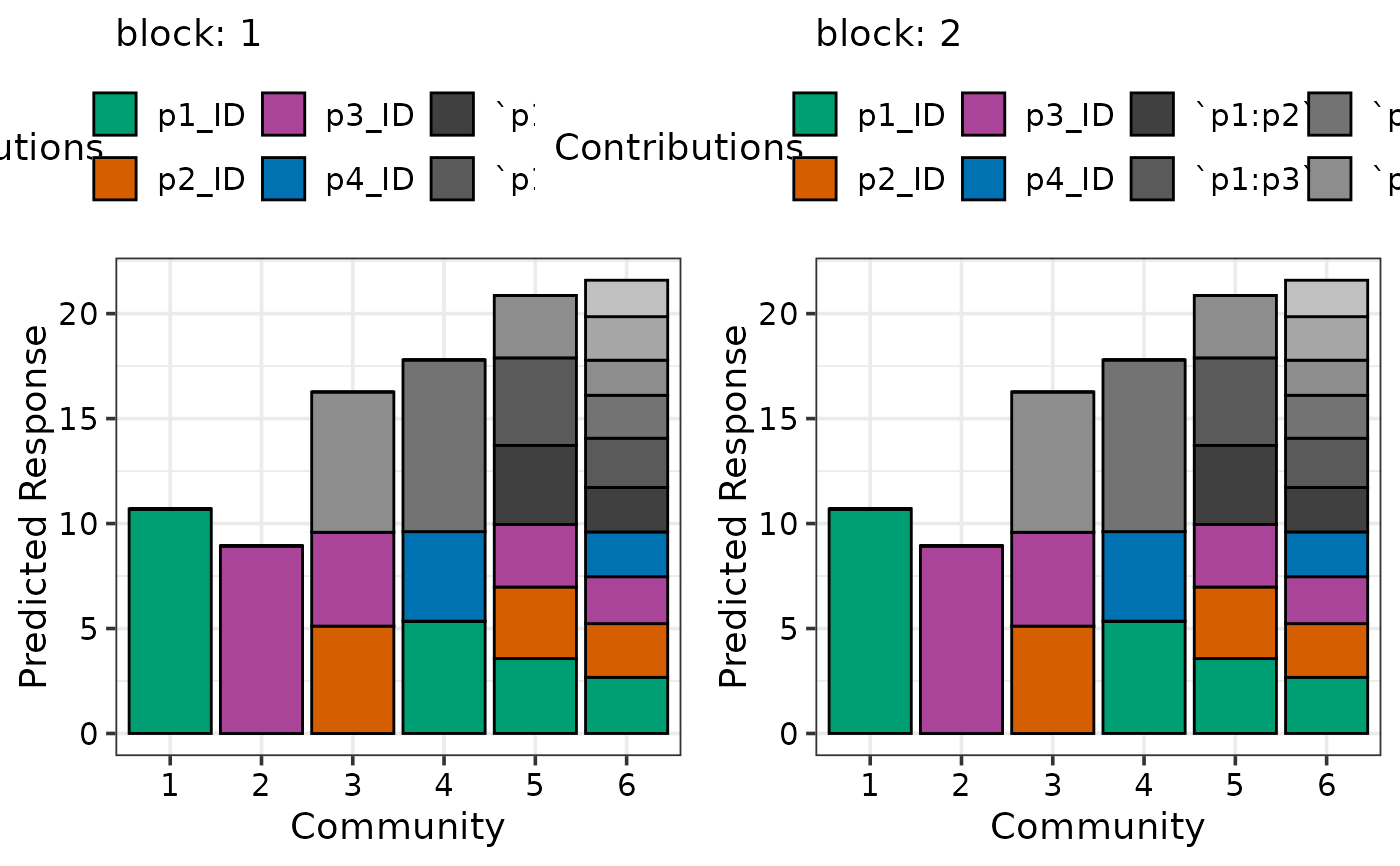 block: 1
block: 2
utions
p1_ID
p3_ID
p2_ID
p4_ID
Contributions
p1_ID
p3_ID
`p1:p2`
p2_ID
p4_ID
`p1:p3`
Predicted Response
20
15
10
5
0
1 2 3 4 5 6
Community
Predicted Response
20
15
10
5
0
1 2 3 4 5 6
Community